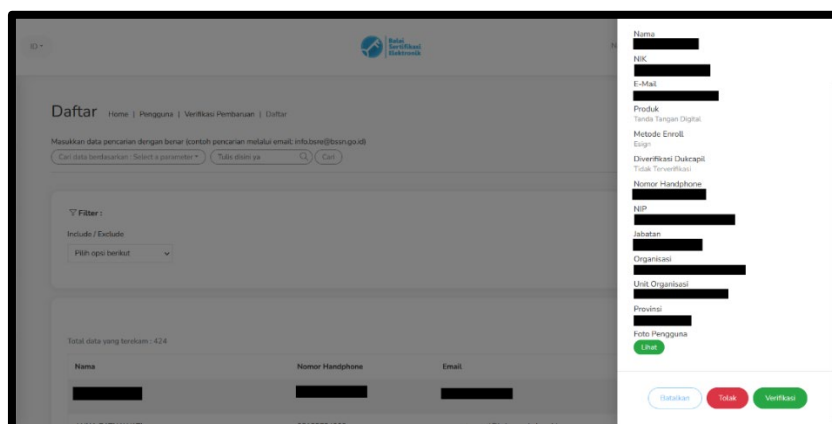 ID
Balai
Sertifikasi
Elektronik
N
Daftar Home | Pengguna | Verifikasi Pembaruan | Daftar
Masukkan data pencarian dengan benar (contoh pencarian melalui email: info.bsre@bssn.go.id)
Cari data berdasarkan : Select a parameter Tulis disini ya Cari
Filter :
Include / Exclude
Pilih opsi berikut
Total data yang terekam : 424
Nama Nomor Handphone Email
Nama
NIK
E-Mail
Produk
Tanda Tangan Digital
Metode Enroll
Esign
Diverifikasi Dukcapil
Tidak Terverifikasi
Nomor Handphone
NIP
Jabatan
Organisasi
Unit Organisasi
Provinsi
Foto Pengguna
Lihat
Batalkan Tolak Verifikasi